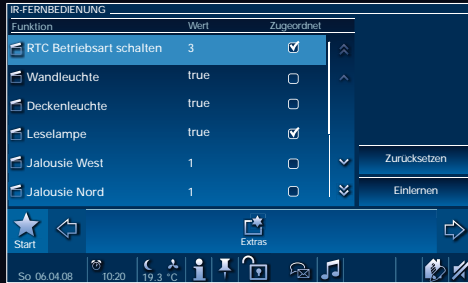 IR-FERNBEDIENUNG
Funktion Wert Zugeordnet
RTC Betriebsart schalten 3
Wandleuchte true
Deckenleuchte true
Leselampe true
Jalousie West 1
Jalousie Nord 1
Zurücksetzen
Einlernen
Start
Extras
So 06.04.08 10:20 19.3 °C